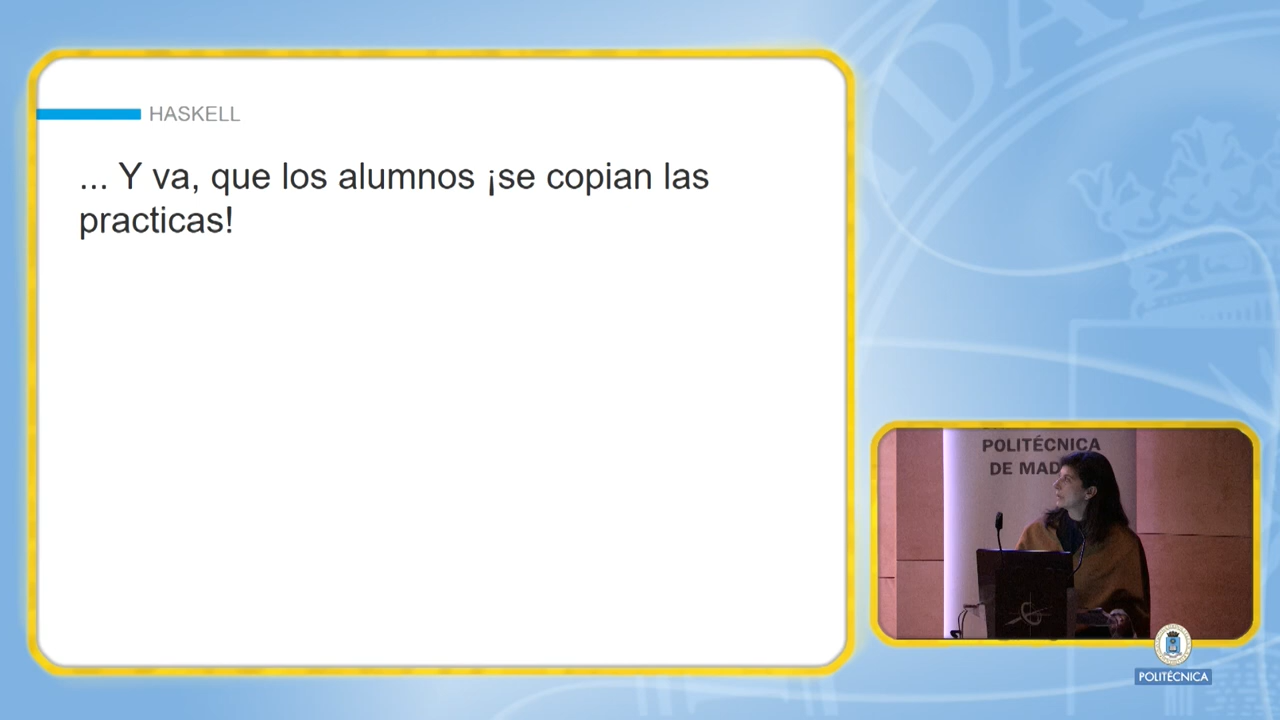 HASKELL
... Y va, que los alumnos ¡se copian las
practicas!
POLITÉCNICA
DE MAD
POLITÉCNICA